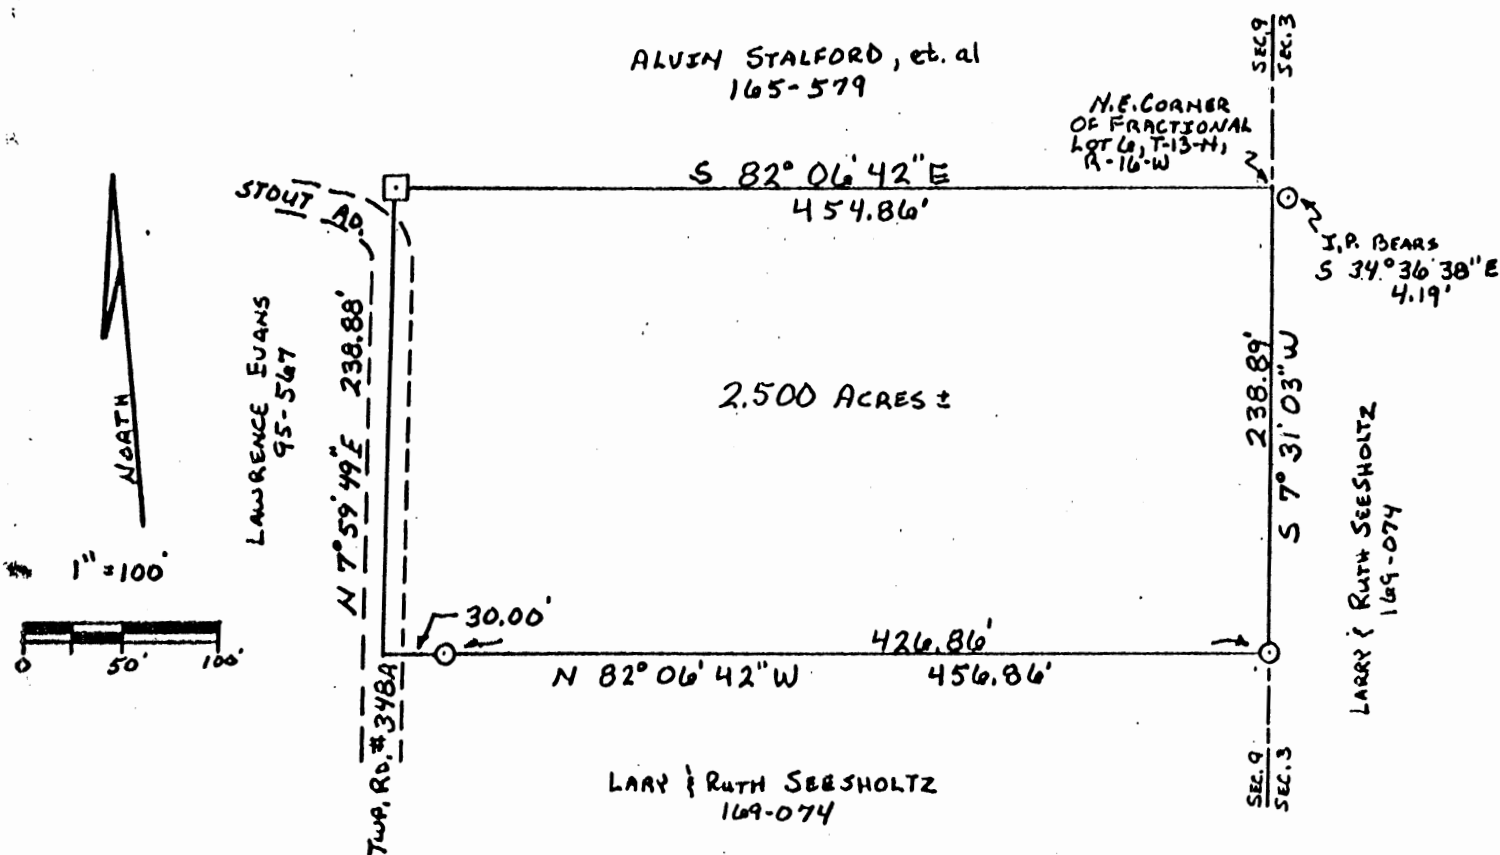 ALVIN STALFORD, et. al
165-579
SEC. 9
SEC. 3
N.E. CORNER
OF FRACTIONAL
LOT 6, T-13-N,
R-16-W
S 82° 06' 42" E
454.86'
STOUT RD.
I.P. BEARS
S 34° 36' 38" E
4.19'
NORTH
LAWRENCE EVANS
95-567
N 7° 59' 49" E 238.88'
2.500 ACRES ±
238.89'
S 7° 31' 03" W
LARRY & RUTH SEESHOLTZ
169-074
1" = 100'
0 50' 100'
30.00'
426.86'
N 82° 06' 42" W 456.86'
TWP. RD. # 348A
LARY & RUTH SEESHOLTZ
169-074
SEC. 9
SEC. 3